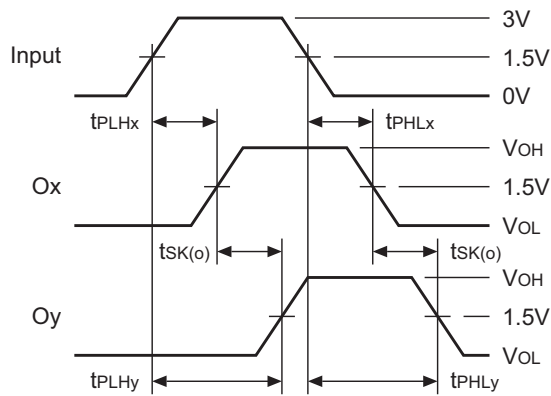 3V
Input
1.5V
0V
tPLHx
tPHLx
VOH
Ox
1.5V
VOL
tSK(o)
tSK(o)
VOH
Oy
1.5V
VOL
tPLHy
tPHLy